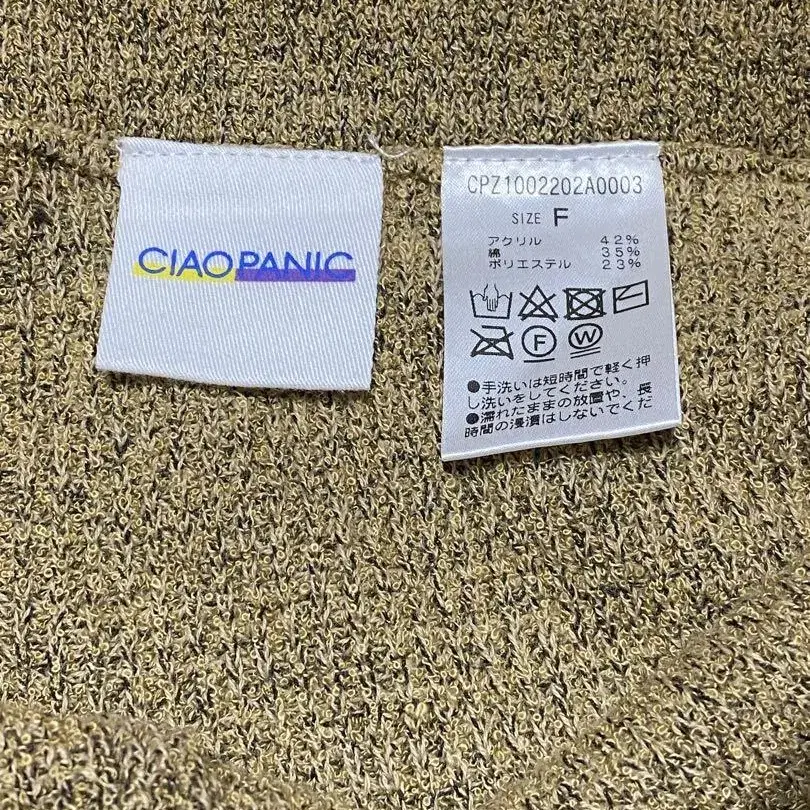 CIAOPANIC
CPZ1002202A0003
SIZE F
アクリル 42%
綿 35%
ポリエステル 23%
F
W
●手洗いは短時間で軽く押
し洗いをしてください。
●濡れたままの放置や、長
時間の浸漬はしないでくだ